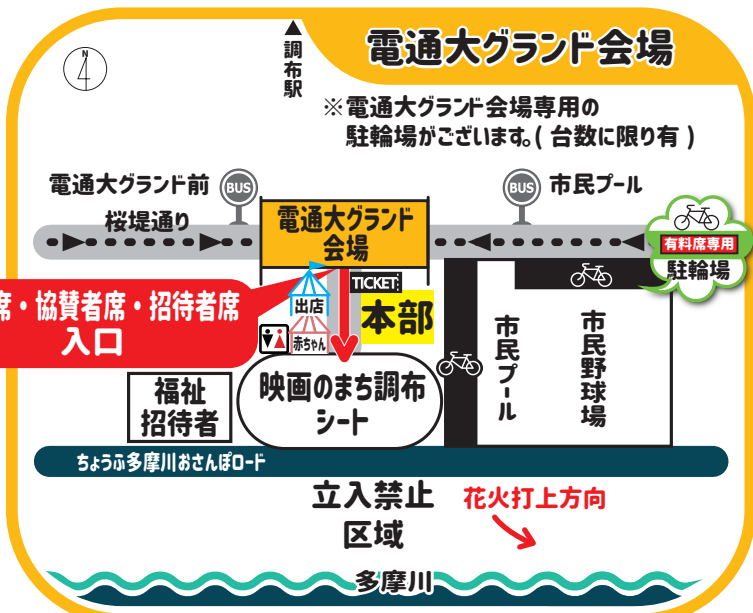 電通大グランド会場
N
▲調布駅
※電通大グランド会場専用の
駐輪場がございます。( 台数に限り有 )
電通大グランド前
BUS
BUS
市民プール
桜堤通り
電通大グランド
会場
有料席専用
駐輪場
TICKET
席・協賛者席・招待者席
入口
出店
本部
赤ちゃん
市民プール
市民野球場
福祉
招待者
映画のまち調布
シート
ちょうふ多摩川おさんぽロード
立入禁止
区域
花火打上方向
多摩川